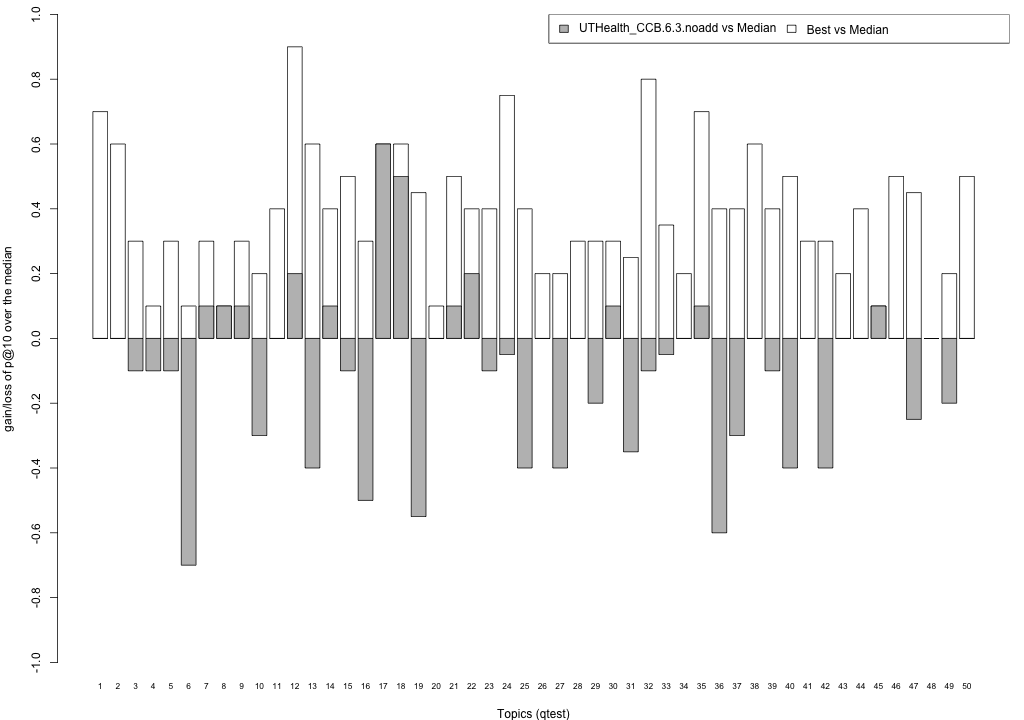 UTHealth_CCB.6.3.noadd vs Median Best vs Median
gain/loss of p@10 over the median
1.0
0.8
0.6
0.4
0.2
0.0
-0.2
-0.4
-0.6
-0.8
-1.0
1 2 3 4 5 6 7 8 9 10 11 12 13 14 15 16 17 18 19 20 21 22 23 24 25 26 27 28 29 30 31 32 33 34 35 36 37 38 39 40 41 42 43 44 45 46 47 48 49 50
Topics (qtest)